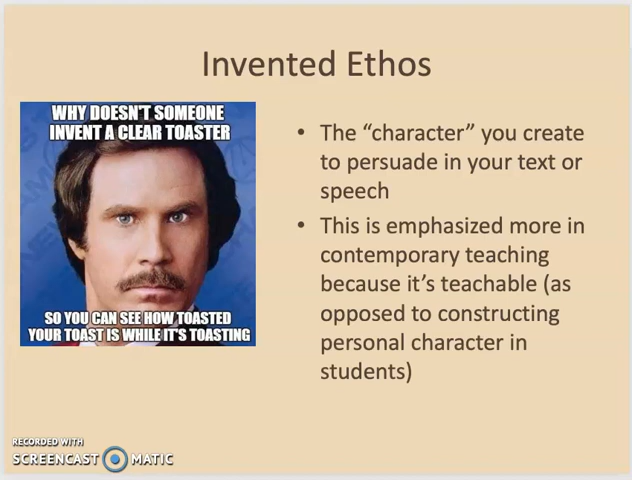 Invented Ethos
WHY DOESN'T SOMEONE
INVENT A CLEAR TOASTER
SO YOU CAN SEE HOW TOASTED
YOUR TOAST IS WHILE IT'S TOASTING
• The “character” you create
to persuade in your text or
speech
• This is emphasized more in
contemporary teaching
because it’s teachable (as
opposed to constructing
personal character in
students)
RECORDED WITH
SCREENCAST MATIC